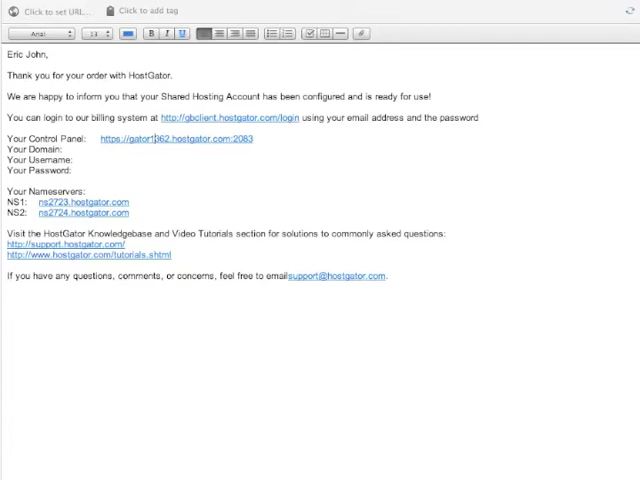 Click to set URL...
Click to add tag
Arial
13
B I U
Eric John,
Thank you for your order with HostGator.
We are happy to inform you that your Shared Hosting Account has been configured and is ready for use!
You can login to our billing system at http://gbclient.hostgator.com/login using your email address and the password
Your Control Panel: https://gator1362.hostgator.com:2083
Your Domain:
Your Username:
Your Password:
Your Nameservers:
NS1: ns2723.hostgator.com
NS2: ns2724.hostgator.com
Visit the HostGator Knowledgebase and Video Tutorials section for solutions to commonly asked questions:
http://support.hostgator.com/
http://www.hostgator.com/tutorials.shtml
If you have any questions, comments, or concerns, feel free to emailsupport@hostgator.com.